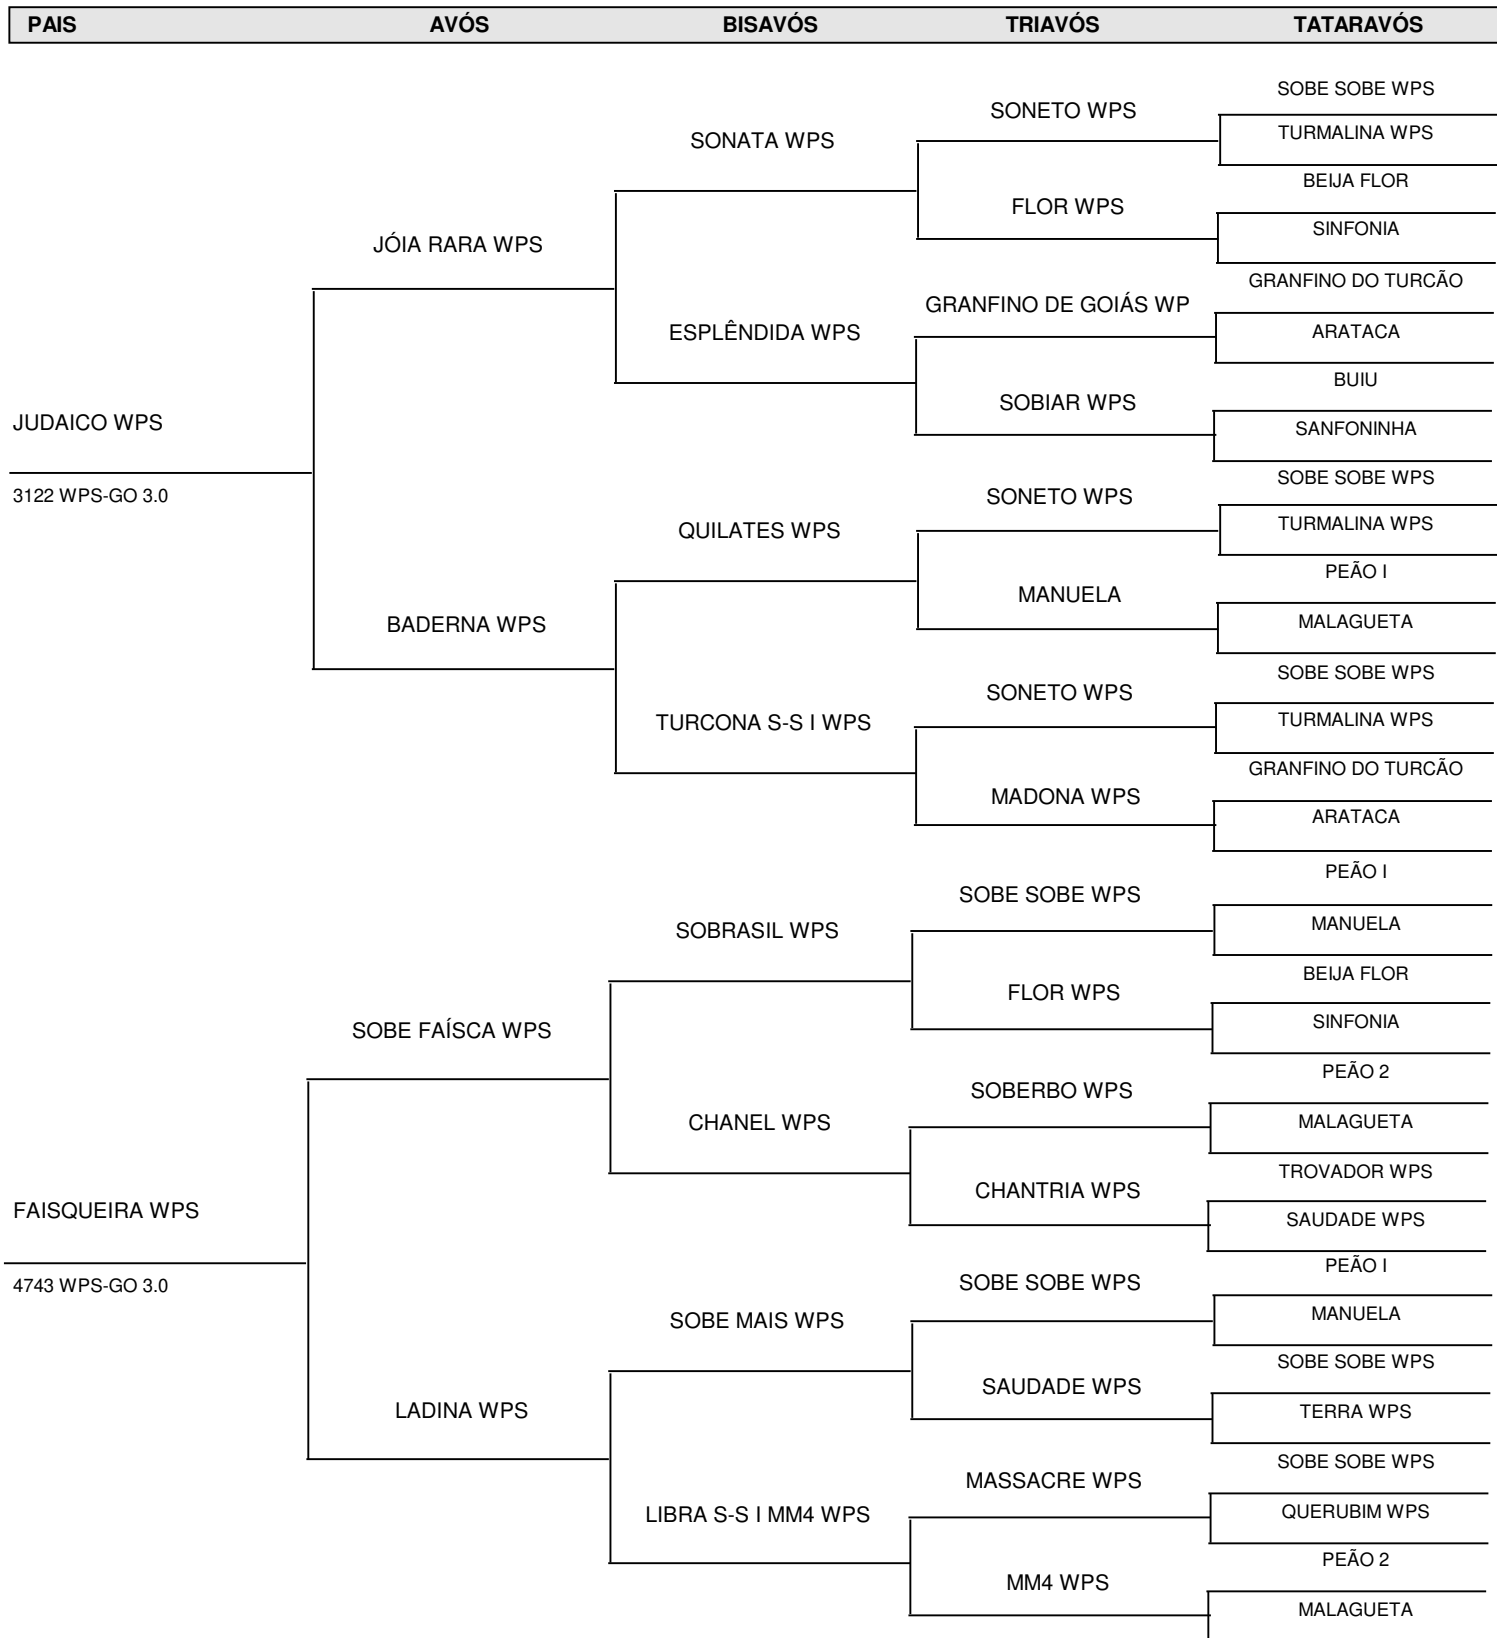 PAIS AVÓS BISAVÓS TRIAVÓS TATARAVÓS
SOBE SOBE WPS
SONETO WPS
TURMALINA WPS
SONATA WPS
BEIJA FLOR
FLOR WPS
SINFONIA
JÓIA RARA WPS
GRANFINO DO TURCÃO
GRANFINO DE GOIÁS WP
ARATACA
ESPLÊNDIDA WPS
BUIU
SOBIAR WPS
JUDAICO WPS
SANFONINHA
SOBE SOBE WPS
3122 WPS-GO 3.0
SONETO WPS
TURMALINA WPS
QUILATES WPS
PEÃO I
MANUELA
MALAGUETA
BADERNA WPS
SOBE SOBE WPS
SONETO WPS
TURMALINA WPS
TURCONA S-S I WPS
GRANFINO DO TURCÃO
MADONA WPS
ARATACA
PEÃO I
SOBE SOBE WPS
MANUELA
SOBRASIL WPS
BEIJA FLOR
FLOR WPS
SINFONIA
SOBE FAÍSCA WPS
PEÃO 2
SOBERBO WPS
MALAGUETA
CHANEL WPS
TROVADOR WPS
CHANTRIA WPS
FAISQUEIRA WPS
SAUDADE WPS
PEÃO I
4743 WPS-GO 3.0
SOBE SOBE WPS
MANUELA
SOBE MAIS WPS
SOBE SOBE WPS
SAUDADE WPS
LADINA WPS
TERRA WPS
SOBE SOBE WPS
MASSACRE WPS
QUERUBIM WPS
LIBRA S-S I MM4 WPS
PEÃO 2
MM4 WPS
MALAGUETA